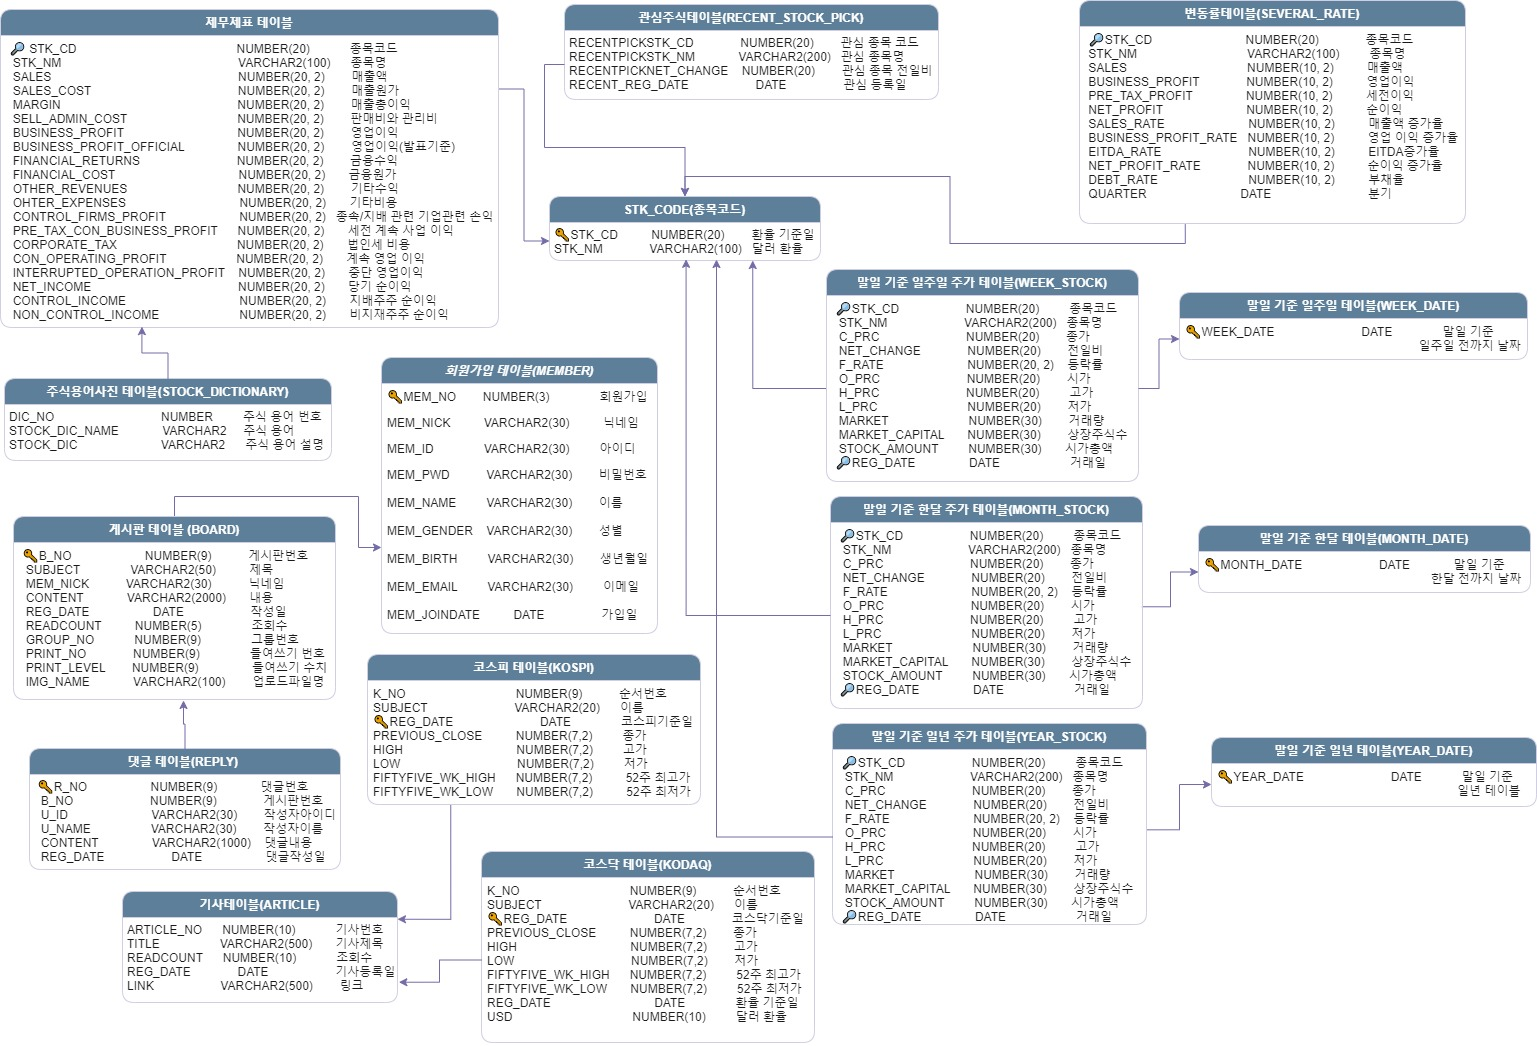 재무제표 테이블
STK_CD NUMBER(20) 종목코드
STK_NM VARCHAR2(100) 종목명
SALES NUMBER(20, 2) 매출액
SALES_COST NUMBER(20, 2) 매출원가
MARGIN NUMBER(20, 2) 매출총이익
SELL_ADMIN_COST NUMBER(20, 2) 판매비와 관리비
BUSINESS_PROFIT NUMBER(20, 2) 영업이익
BUSINESS_PROFIT_OFFICIAL NUMBER(20, 2) 영업이익(발표기준)
FINANCIAL_RETURNS NUMBER(20, 2) 금융수익
FINANCIAL_COST NUMBER(20, 2) 금융원가
OTHER_REVENUES NUMBER(20, 2) 기타수익
OHTER_EXPENSES NUMBER(20, 2) 기타비용
CONTROL_FIRMS_PROFIT NUMBER(20, 2) 종속/지배 관련 기업관련 손익
PRE_TAX_CON_BUSINESS_PROFIT NUMBER(20, 2) 세전 계속 사업 이익
CORPORATE_TAX NUMBER(20, 2) 법인세 비용
CON_OPERATING_PROFIT NUMBER(20, 2) 계속 영업 이익
INTERRUPTED_OPERATION_PROFIT NUMBER(20, 2) 중단 영업이익
NET_INCOME NUMBER(20, 2) 당기 순이익
CONTROL_INCOME NUMBER(20, 2) 지배주주 순이익
NON_CONTROL_INCOME NUMBER(20, 2) 비지재주주 순이익
관심주식테이블(RECENT_STOCK_PICK)
RECENTPICKSTK_CD NUMBER(20) 관심 종목 코드
RECENTPICKSTK_NM VARCHAR2(200) 관심 종목명
RECENTPICKNET_CHANGE NUMBER(20) 관심 종목 전일비
RECENT_REG_DATE DATE 관심 등록일
변동률테이블(SEVERAL_RATE)
STK_CD NUMBER(20) 종목코드
STK_NM VARCHAR2(100) 종목명
SALES NUMBER(10, 2) 매출액
BUSINESS_PROFIT NUMBER(10, 2) 영업이익
PRE_TAX_PROFIT NUMBER(10, 2) 세전이익
NET_PROFIT NUMBER(10, 2) 순이익
SALES_RATE NUMBER(10, 2) 매출액 증가율
BUSINESS_PROFIT_RATE NUMBER(10, 2) 영업 이익 증가율
EITDA_RATE NUMBER(10, 2) EITDA증가율
NET_PROFIT_RATE NUMBER(10, 2) 순이익 증가율
DEBT_RATE NUMBER(10, 2) 부채율
QUARTER DATE 분기
STK_CODE(종목코드)
STK_CD NUMBER(20) 환율 기준일
STK_NM VARCHAR2(100) 달러 환율
말일 기준 일주일 주가 테이블(WEEK_STOCK)
STK_CD NUMBER(20) 종목코드
STK_NM VARCHAR2(200) 종목명
C_PRC NUMBER(20) 종가
NET_CHANGE NUMBER(20) 전일비
F_RATE NUMBER(20, 2) 등락률
O_PRC NUMBER(20) 시가
H_PRC NUMBER(20) 고가
L_PRC NUMBER(20) 저가
MARKET NUMBER(30) 거래량
MARKET_CAPITAL NUMBER(30) 상장주식수
STOCK_AMOUNT NUMBER(30) 시가총액
REG_DATE DATE 거래일
말일 기준 일주일 테이블(WEEK_DATE)
WEEK_DATE DATE 말일 기준
일주일 전까지 날짜
주식용어사진 테이블(STOCK_DICTIONARY)
DIC_NO NUMBER 주식 용어 번호
STOCK_DIC_NAME VARCHAR2 주식 용어
STOCK_DIC VARCHAR2 주식 용어 설명
회원가입 테이블(MEMBER)
MEM_NO NUMBER(3) 회원가입
MEM_NICK VARCHAR2(30) 닉네임
MEM_ID VARCHAR2(30) 아이디
MEM_PWD VARCHAR2(30) 비밀번호
MEM_NAME VARCHAR2(30) 이름
MEM_GENDER VARCHAR2(30) 성별
MEM_BIRTH VARCHAR2(30) 생년월일
MEM_EMAIL VARCHAR2(30) 이메일
MEM_JOINDATE DATE 가입일
게시판 테이블 (BOARD)
B_NO NUMBER(9) 게시판번호
SUBJECT VARCHAR2(50) 제목
MEM_NICK VARCHAR2(30) 닉네임
CONTENT VARCHAR2(2000) 내용
REG_DATE DATE 작성일
READCOUNT NUMBER(5) 조회수
GROUP_NO NUMBER(9) 그룹번호
PRINT_NO NUMBER(9) 들여쓰기 번호
PRINT_LEVEL NUMBER(9) 들여쓰기 수치
IMG_NAME VARCHAR2(100) 업로드파일명
말일 기준 한달 주가 테이블(MONTH_STOCK)
STK_CD NUMBER(20) 종목코드
STK_NM VARCHAR2(200) 종목명
C_PRC NUMBER(20) 종가
NET_CHANGE NUMBER(20) 전일비
F_RATE NUMBER(20, 2) 등락률
O_PRC NUMBER(20) 시가
H_PRC NUMBER(20) 고가
L_PRC NUMBER(20) 저가
MARKET NUMBER(30) 거래량
MARKET_CAPITAL NUMBER(30) 상장주식수
STOCK_AMOUNT NUMBER(30) 시가총액
REG_DATE DATE 거래일
말일 기준 한달 테이블(MONTH_DATE)
MONTH_DATE DATE 말일 기준
한달 전까지 날짜
코스피 테이블(KOSPI)
K_NO NUMBER(9) 순서번호
SUBJECT VARCHAR2(20) 이름
REG_DATE DATE 코스피기준일
PREVIOUS_CLOSE NUMBER(7,2) 종가
HIGH NUMBER(7,2) 고가
LOW NUMBER(7,2) 저가
FIFTYFIVE_WK_HIGH NUMBER(7,2) 52주 최고가
FIFTYFIVE_WK_LOW NUMBER(7,2) 52주 최저가
말일 기준 일년 주가 테이블(YEAR_STOCK)
STK_CD NUMBER(20) 종목코드
STK_NM VARCHAR2(200) 종목명
C_PRC NUMBER(20) 종가
NET_CHANGE NUMBER(20) 전일비
F_RATE NUMBER(20, 2) 등락률
O_PRC NUMBER(20) 시가
H_PRC NUMBER(20) 고가
L_PRC NUMBER(20) 저가
MARKET NUMBER(30) 거래량
MARKET_CAPITAL NUMBER(30) 상장주식수
STOCK_AMOUNT NUMBER(30) 시가총액
REG_DATE DATE 거래일
말일 기준 일년 테이블(YEAR_DATE)
YEAR_DATE DATE 말일 기준
일년 테이블
댓글 테이블(REPLY)
R_NO NUMBER(9) 댓글번호
B_NO NUMBER(9) 게시판번호
U_ID VARCHAR2(30) 작성자아이디
U_NAME VARCHAR2(30) 작성자이름
CONTENT VARCHAR2(1000) 댓글내용
REG_DATE DATE 댓글작성일
코스닥 테이블(KODAQ)
K_NO NUMBER(9) 순서번호
SUBJECT VARCHAR2(20) 이름
REG_DATE DATE 코스닥기준일
PREVIOUS_CLOSE NUMBER(7,2) 종가
HIGH NUMBER(7,2) 고가
LOW NUMBER(7,2) 저가
FIFTYFIVE_WK_HIGH NUMBER(7,2) 52주 최고가
FIFTYFIVE_WK_LOW NUMBER(7,2) 52주 최저가
REG_DATE DATE 환율 기준일
USD NUMBER(10) 달러 환율
기사테이블(ARTICLE)
ARTICLE_NO NUMBER(10) 기사번호
TITLE VARCHAR2(500) 기사제목
READCOUNT NUMBER(10) 조회수
REG_DATE DATE 기사등록일
LINK VARCHAR2(500) 링크